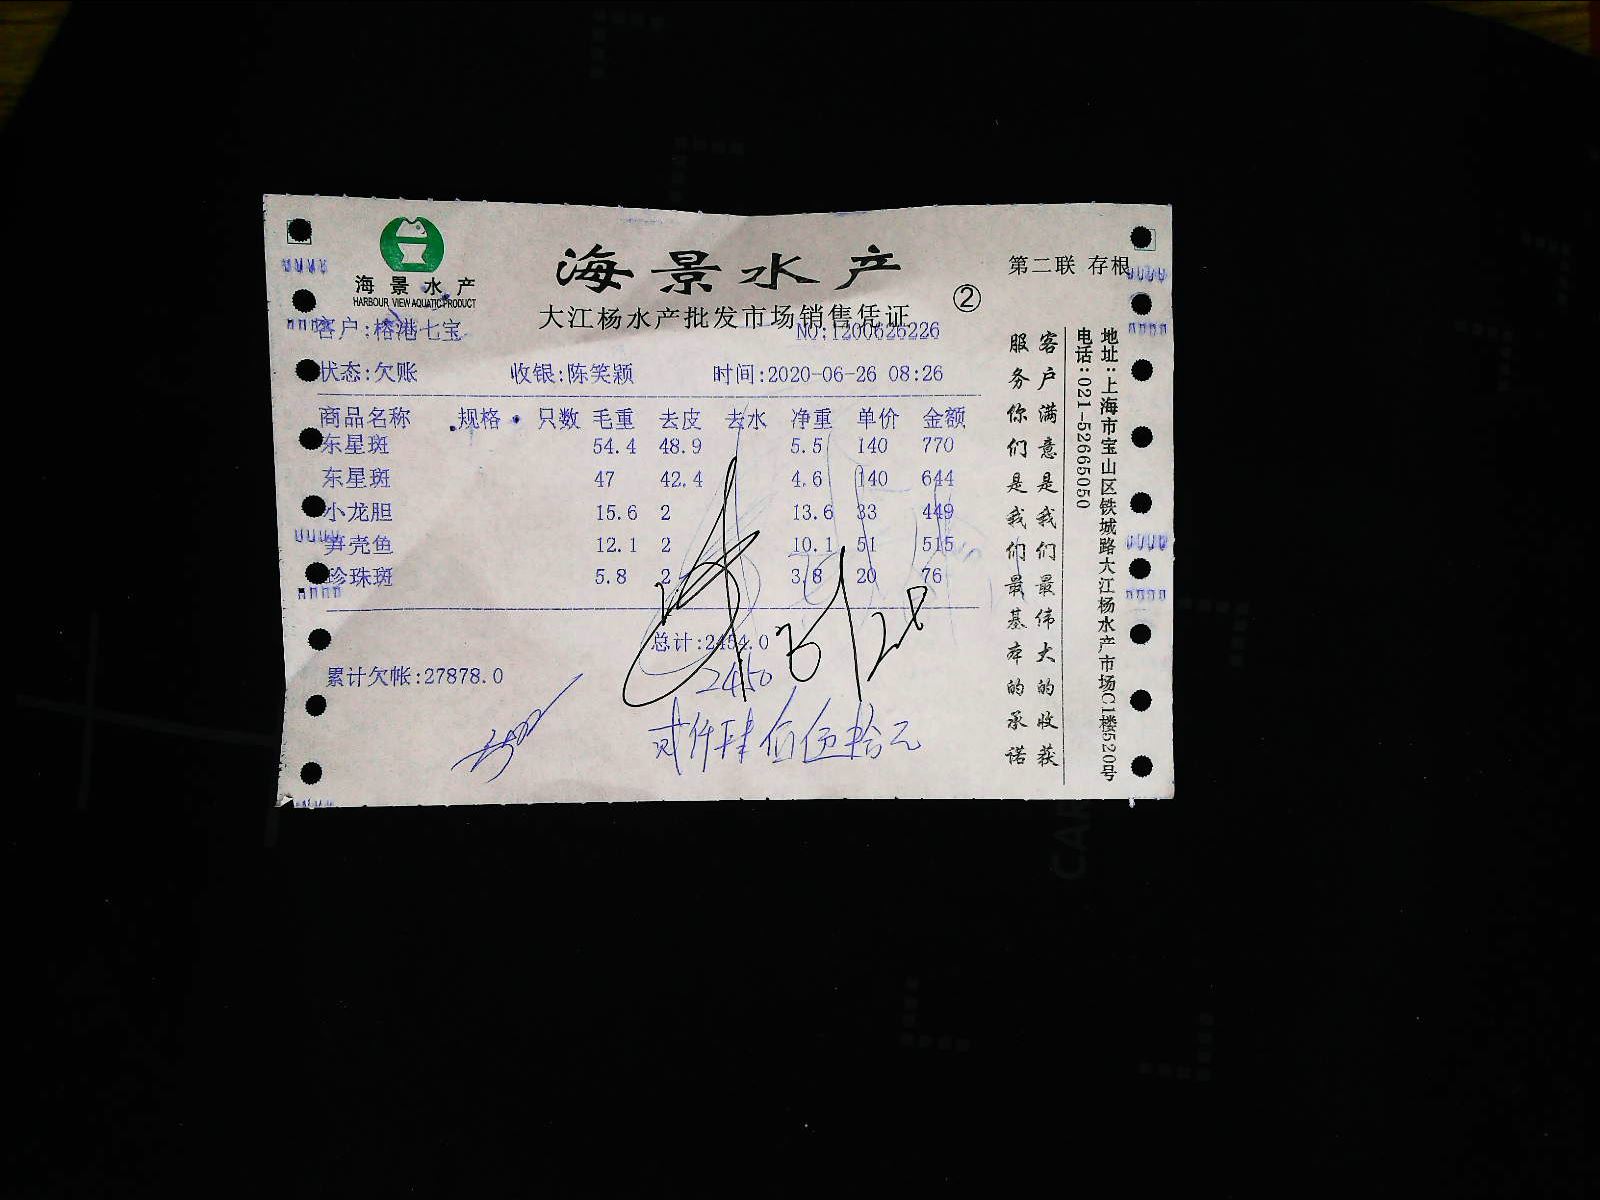 海景水产
HARBOUR VIEW AQUATIC PRODUCT
海景水产
第二联 存根
大江杨水产批发市场销售凭证
②
客户:榕港七宝
NO:1200626226
状态:欠账 收银:陈笑颖 时间:2020-06-26 08:26
商品名称 规格 只数 毛重 去皮 去水 净重 单价 金额
东星斑 54.4 48.9 5.5 140 770
东星斑 47 42.4 4.6 140 644
小龙胆 15.6 2 13.6 33 449
笋壳鱼 12.1 2 10.1 51 515
珍珠斑 5.8 2 3.8 20 76
总计:2454.0
累计欠帐:27878.0
2450
贰仟肆佰伍拾元
6/28
客户满意是我们最伟大的收获
服务你们是我们最基本的承诺
地址:上海市宝山区铁城路大江杨水产市场C1楼520号
电话:021-52665050